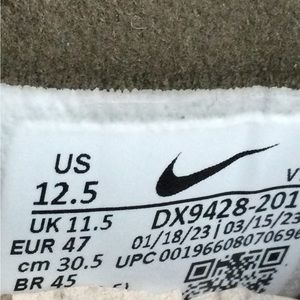 US
12.5
UK 11.5
EUR 47
cm 30.5
BR 45
DX9428-201
01/18/23 | 03/15/23
UPC 0019660807069